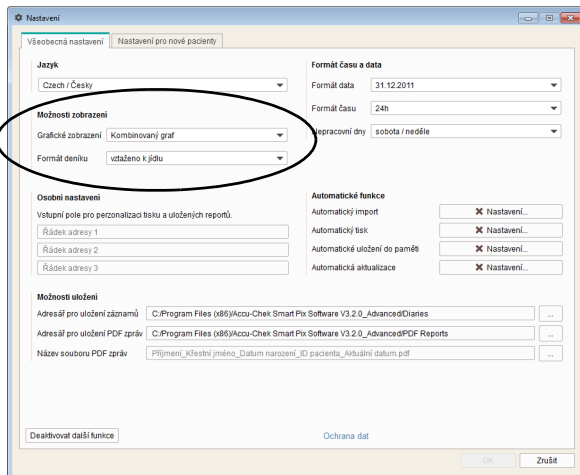 Nastavení
Všeobecná nastavení
Nastavení pro nové pacienty
Jazyk
Czech / Česky
Možnosti zobrazení
Grafické zobrazení Kombinovaný graf
Formát deníku vztaženo k jídlu
Formát času a data
Formát data 31.12.2011
Formát času 24h
Nepracovní dny sobota / neděle
Osobní nastavení
Vstupní pole pro perzonalizaci tisku a uložených reportů.
Řádek adresy 1
Řádek adresy 2
Řádek adresy 3
Automatické funkce
Automatický import Nastavení...
Automatický tisk Nastavení...
Automatické uložení do paměti Nastavení...
Automatická aktualizace Nastavení...
Možnosti uložení
Adresář pro uložení záznamů C:/Program Files (x86)/Accu-Chek Smart Pix Software V3.2.0_Advanced/Diaries ...
Adresář pro uložení PDF zpráv C:/Program Files (x86)/Accu-Chek Smart Pix Software V3.2.0_Advanced/PDF Reports ...
Název souboru PDF zpráv Příjmení_Křestní jméno_Datum narození_ID pacienta_Aktuální datum.pdf ...
Deaktivovat další funkce
Ochrana dat
OK
Zrušit